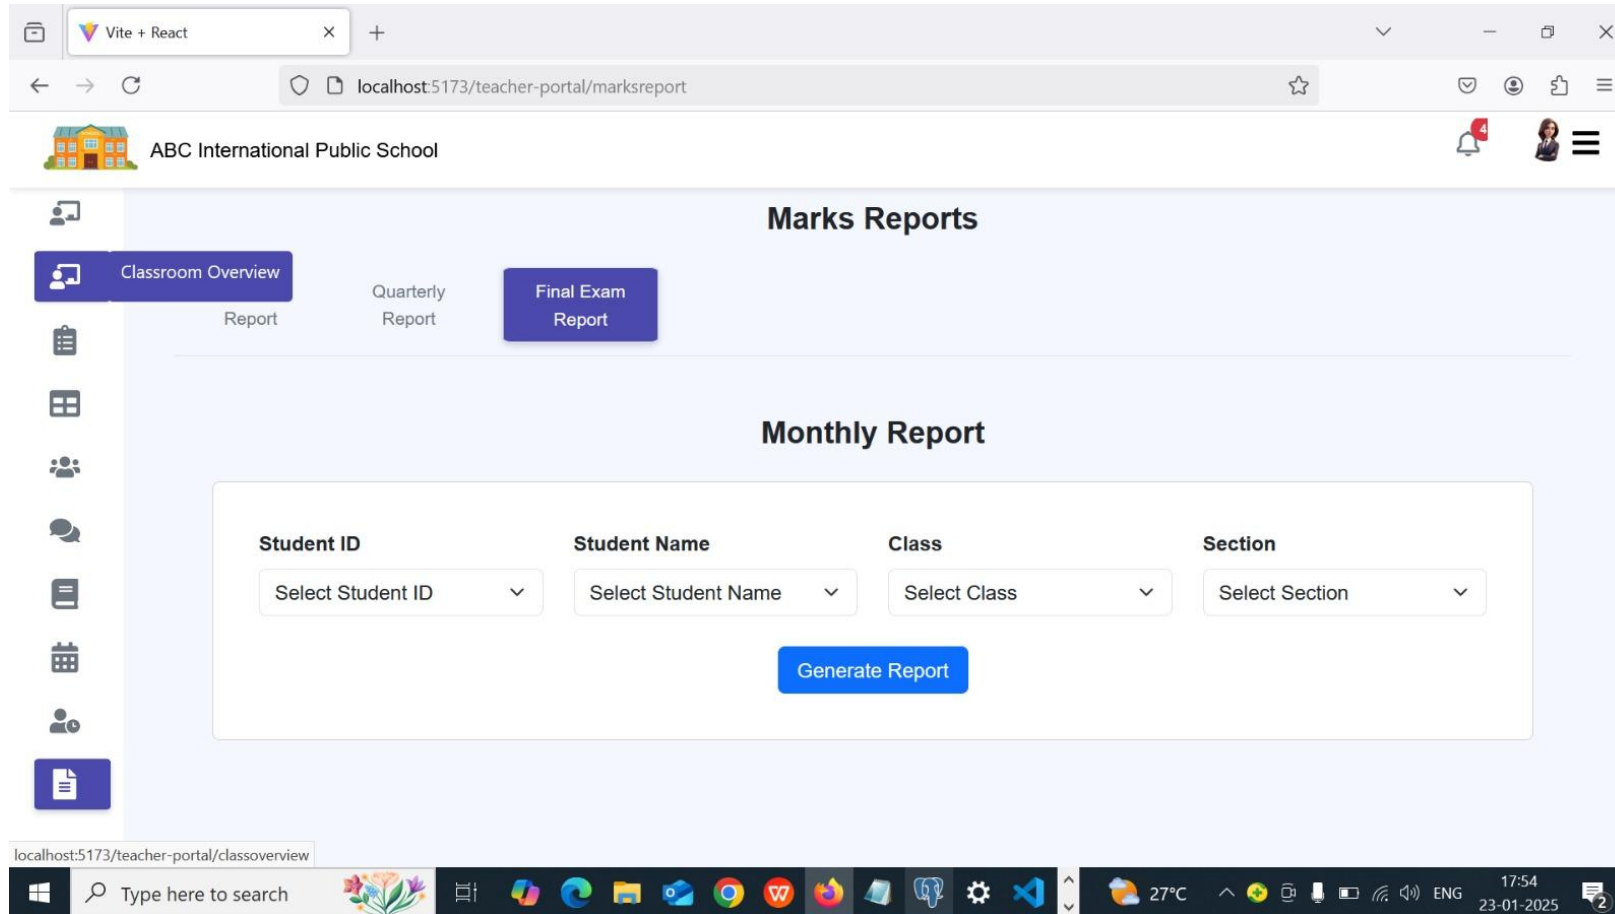 Vite + React
localhost:5173/teacher-portal/marksreport
ABC International Public School
4
Marks Reports
Classroom Overview
Report
Quarterly
Report
Final Exam
Report
Monthly Report
Student ID
Student Name
Class
Section
Select Student ID
Select Student Name
Select Class
Select Section
Generate Report
localhost:5173/teacher-portal/classoverview
Type here to search
27°C
ENG
17:54
23-01-2025
2